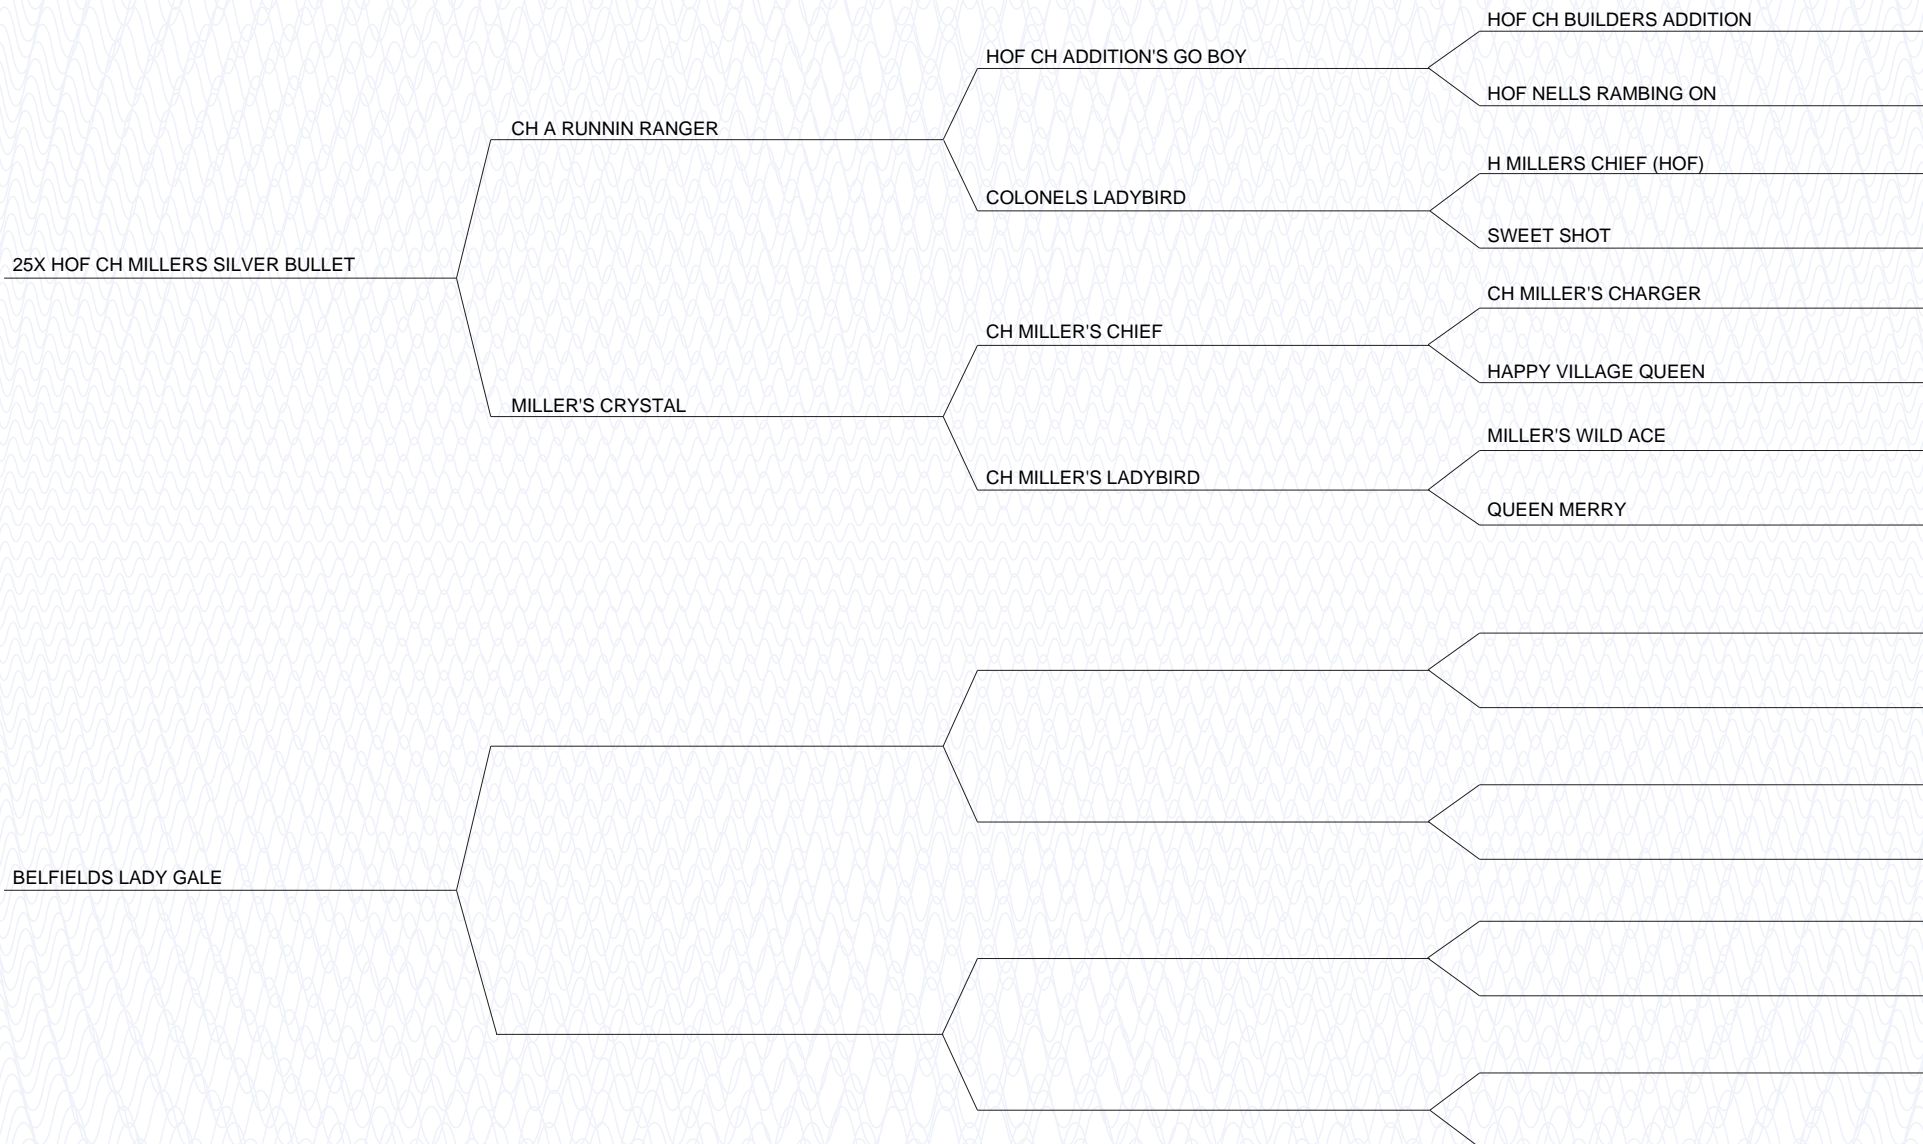 HOF CH BUILDERS ADDITION
HOF CH ADDITION'S GO BOY
HOF NELLS RAMBING ON
CH A RUNNIN RANGER
H MILLERS CHIEF (HOF)
COLONELS LADYBIRD
SWEET SHOT
25X HOF CH MILLERS SILVER BULLET
CH MILLER'S CHARGER
CH MILLER'S CHIEF
HAPPY VILLAGE QUEEN
MILLER'S CRYSTAL
MILLER'S WILD ACE
CH MILLER'S LADYBIRD
QUEEN MERRY
BELFIELDS LADY GALE